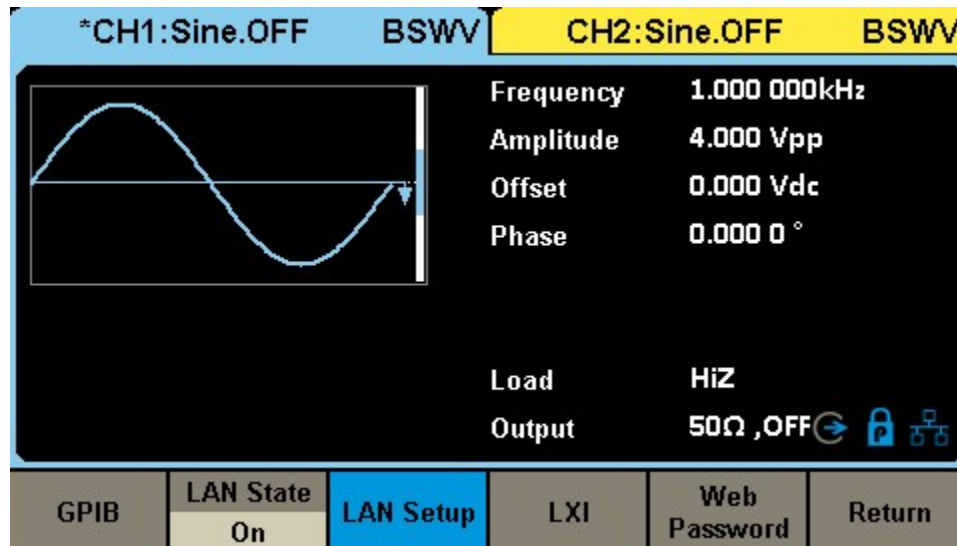 *CH1:Sine.OFF BSWV CH2:Sine.OFF BSWV
Frequency 1.000 000kHz
Amplitude 4.000 Vpp
Offset 0.000 Vdc
Phase 0.000 0 °
Load HiZ
Output 50Ω ,OFF
P
GPIB
LAN State
On
LAN Setup
LXI
Web
Password
Return